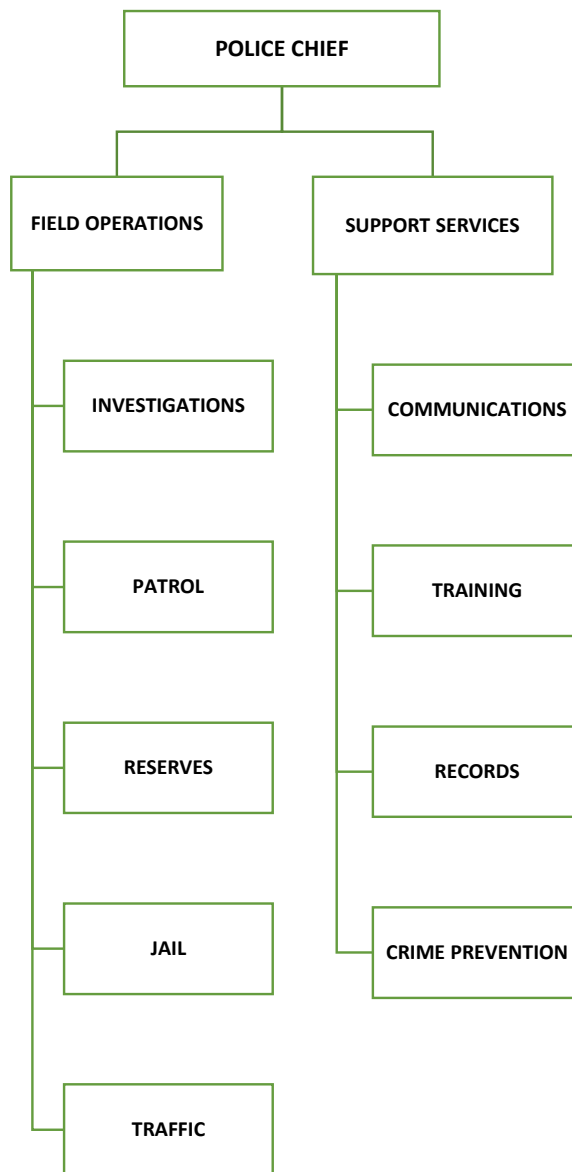 POLICE CHIEF
FIELD OPERATIONS
SUPPORT SERVICES
INVESTIGATIONS
COMMUNICATIONS
PATROL
TRAINING
RESERVES
RECORDS
JAIL
CRIME PREVENTION
TRAFFIC